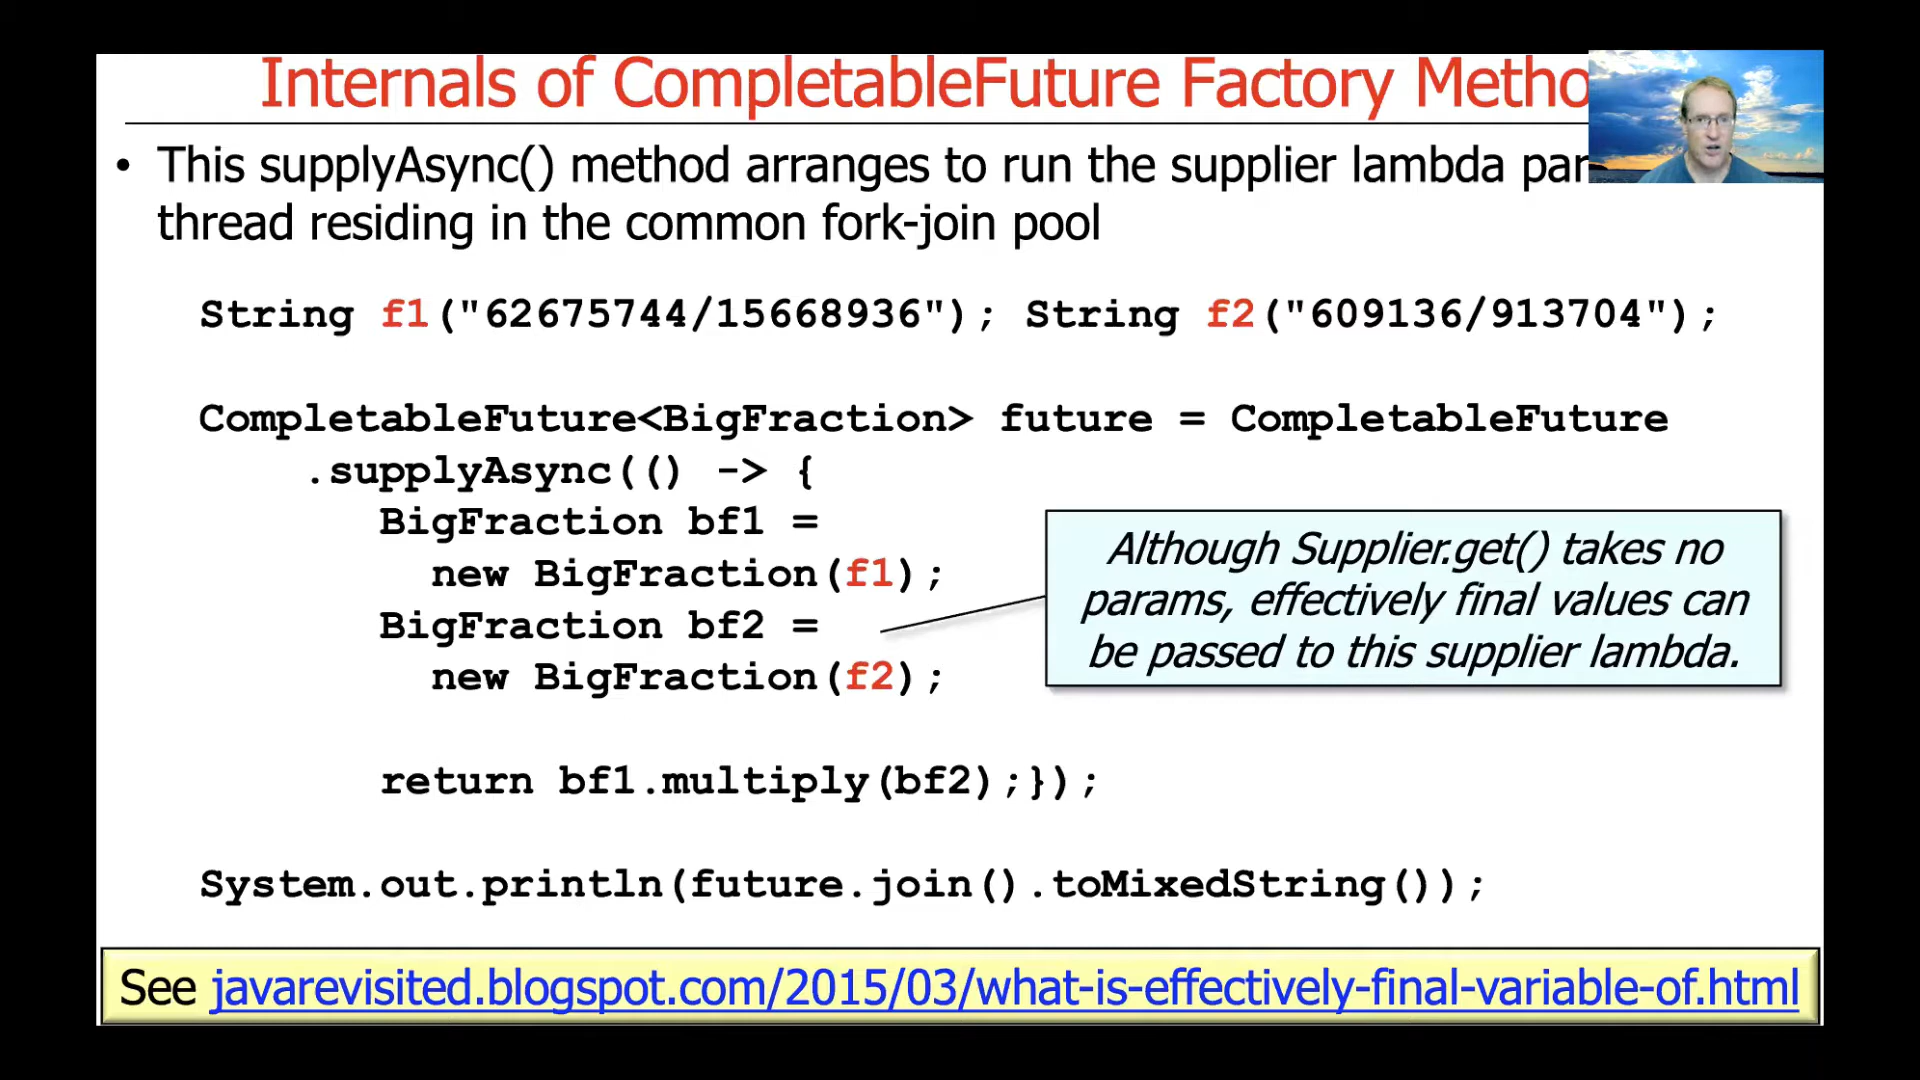 Internals of CompletableFuture Factory Metho
• This supplyAsync() method arranges to run the supplier lambda par
thread residing in the common fork-join pool
String f1("62675744/15668936"); String f2("609136/913704");
CompletableFuture<BigFraction> future = CompletableFuture
.supplyAsync(() -> {
BigFraction bf1 =
new BigFraction(f1);
BigFraction bf2 =
new BigFraction(f2);
Although Supplier.get() takes no
params, effectively final values can
be passed to this supplier lambda.
return bf1.multiply(bf2);});
System.out.println(future.join().toMixedString());
See javarevisited.blogspot.com/2015/03/what-is-effectively-final-variable-of.html